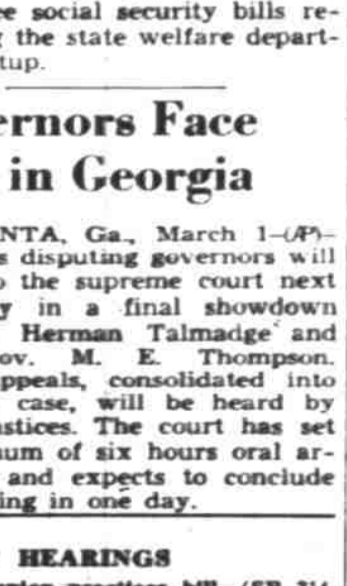 ee social security bills re-
g the state welfare depart-
tup.
ernors Face
in Georgia
NTA, Ga., March 1—(AP)—
s disputing governors will
o the supreme court next
y in a final showdown
Herman Talmadge and
ov. M. E. Thompson.
ppeals, consolidated into
case, will be heard by
stices. The court has set
num of six hours oral ar-
and expects to conclude
ing in one day.
HEARINGS